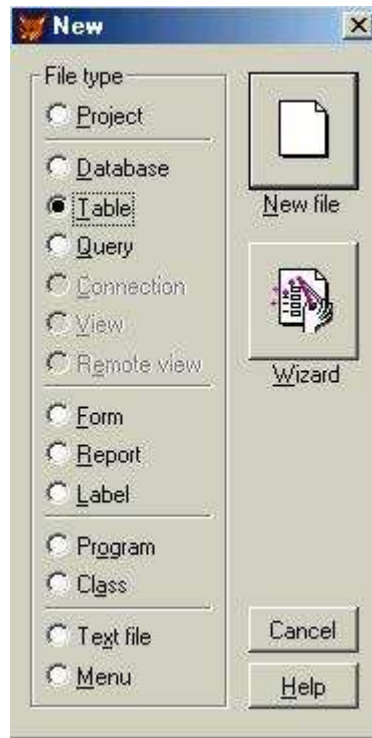 New
File type
Project
Database
Table
Query
Connection
View
Remote view
Form
Report
Label
Program
Class
Text file
Menu
New file
Wizard
Cancel
Help